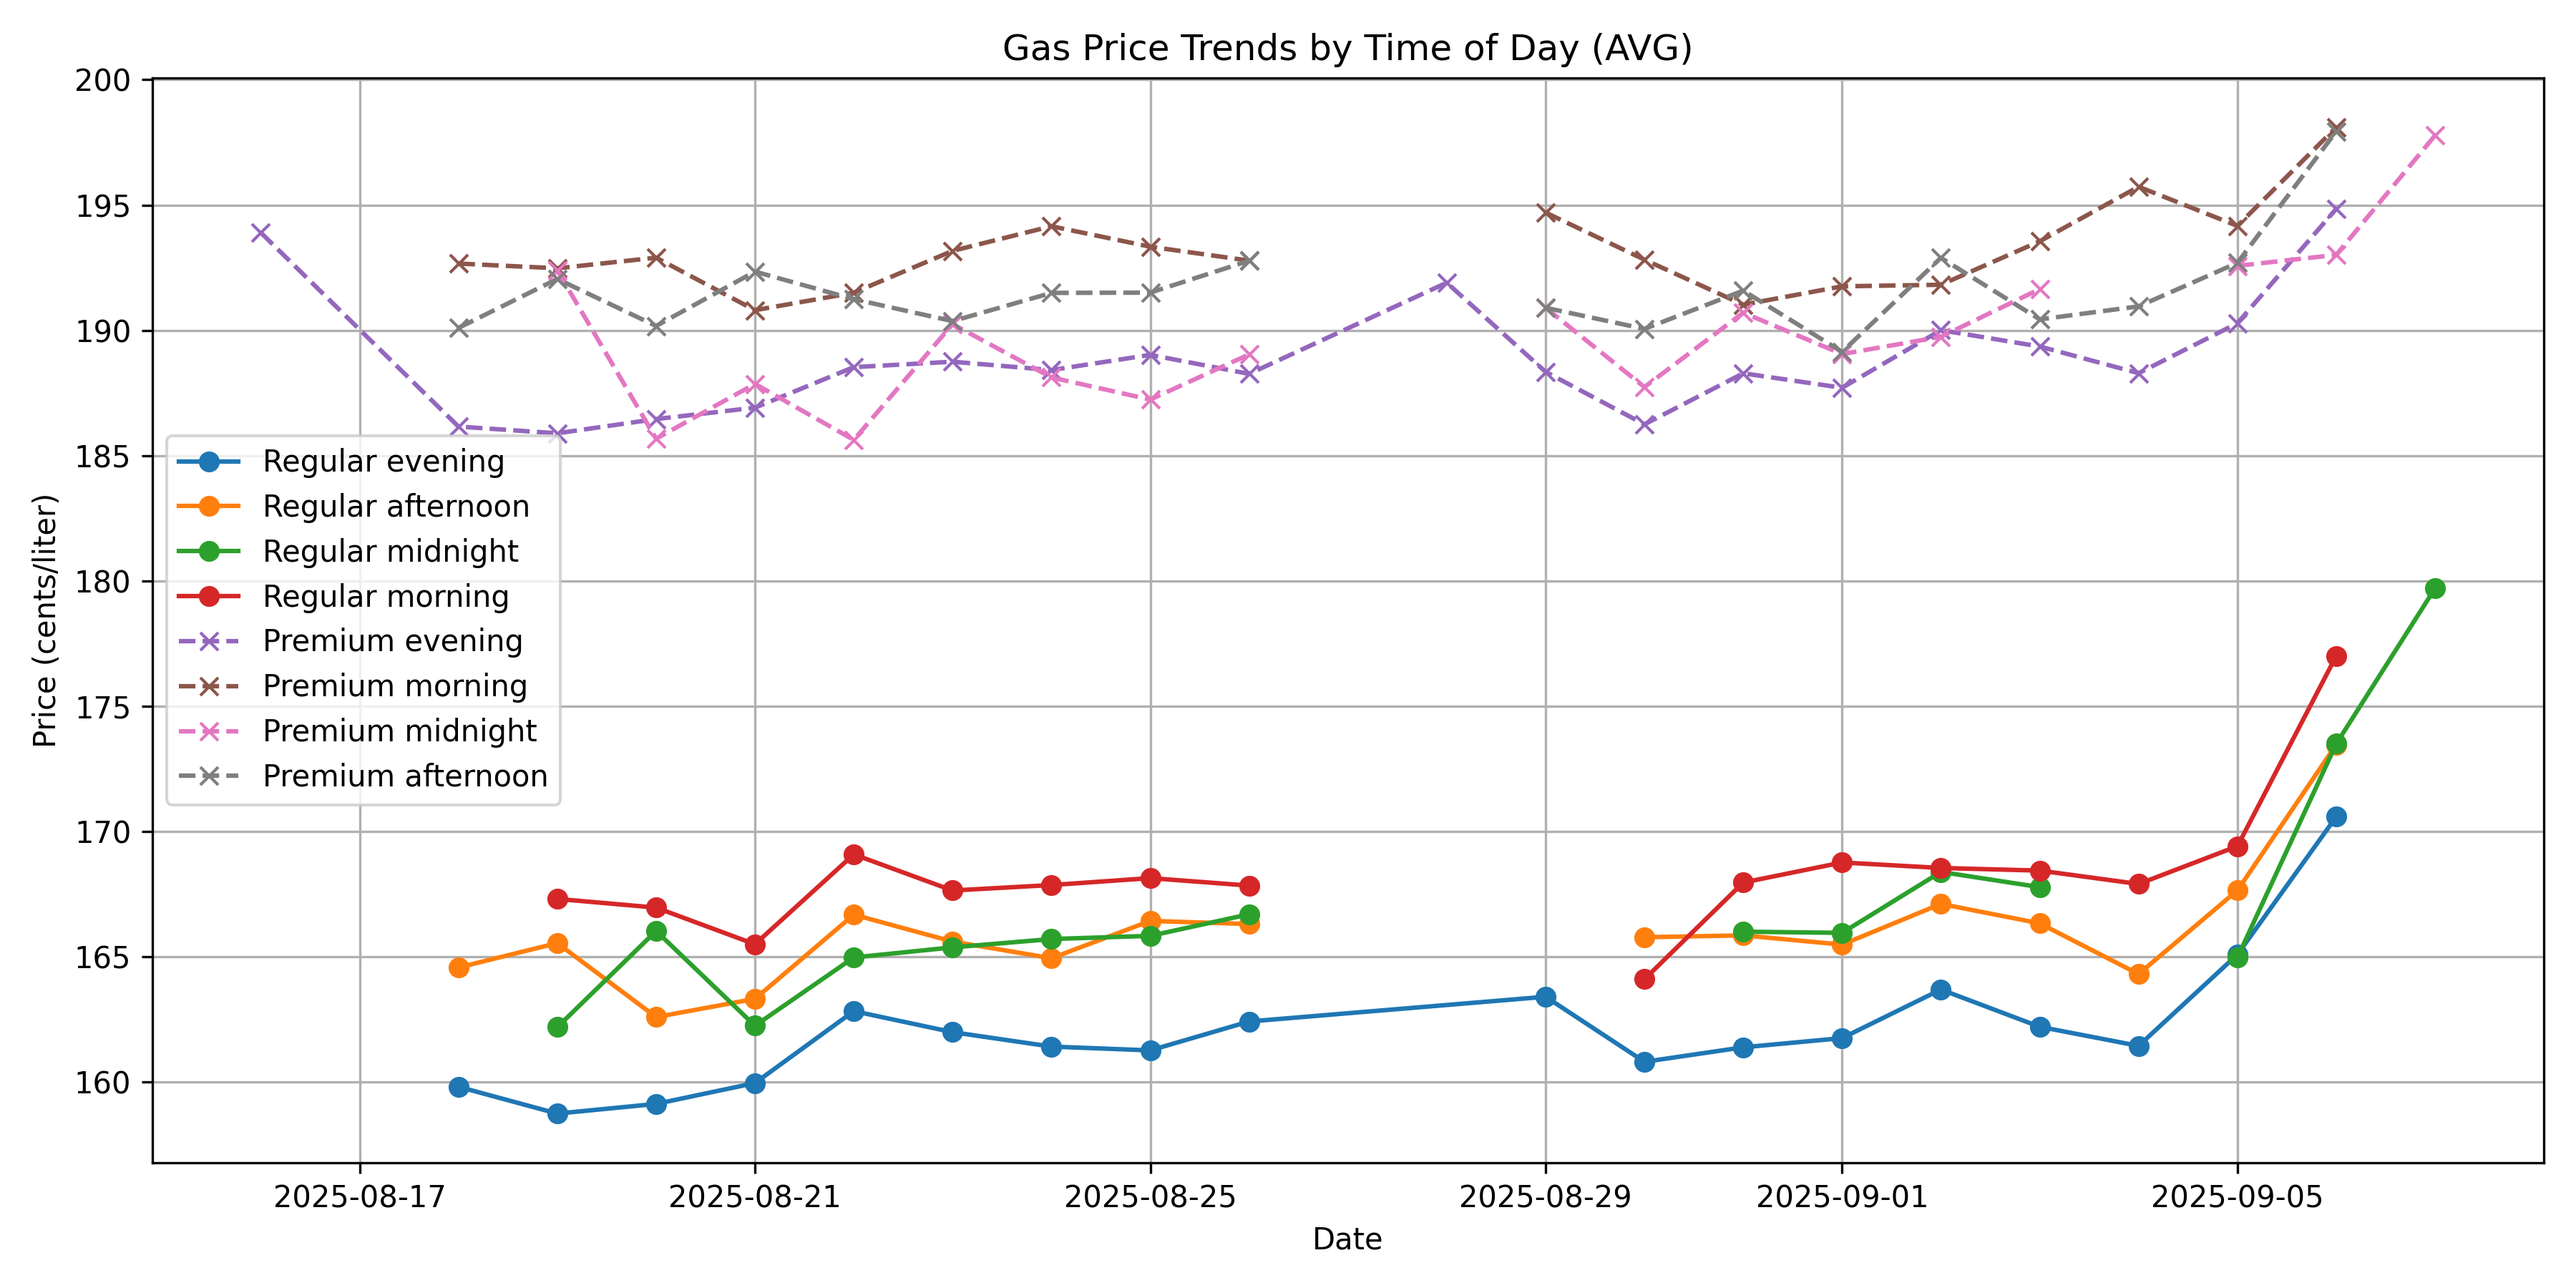 Gas Price Trends by Time of Day (AVG)
200
195
190
185
180
175
170
165
160
Price (cents/liter)
Regular evening
Regular afternoon
Regular midnight
Regular morning
Premium evening
Premium morning
Premium midnight
Premium afternoon
2025-08-17 2025-08-21 2025-08-25 2025-08-29 2025-09-01 2025-09-05
Date